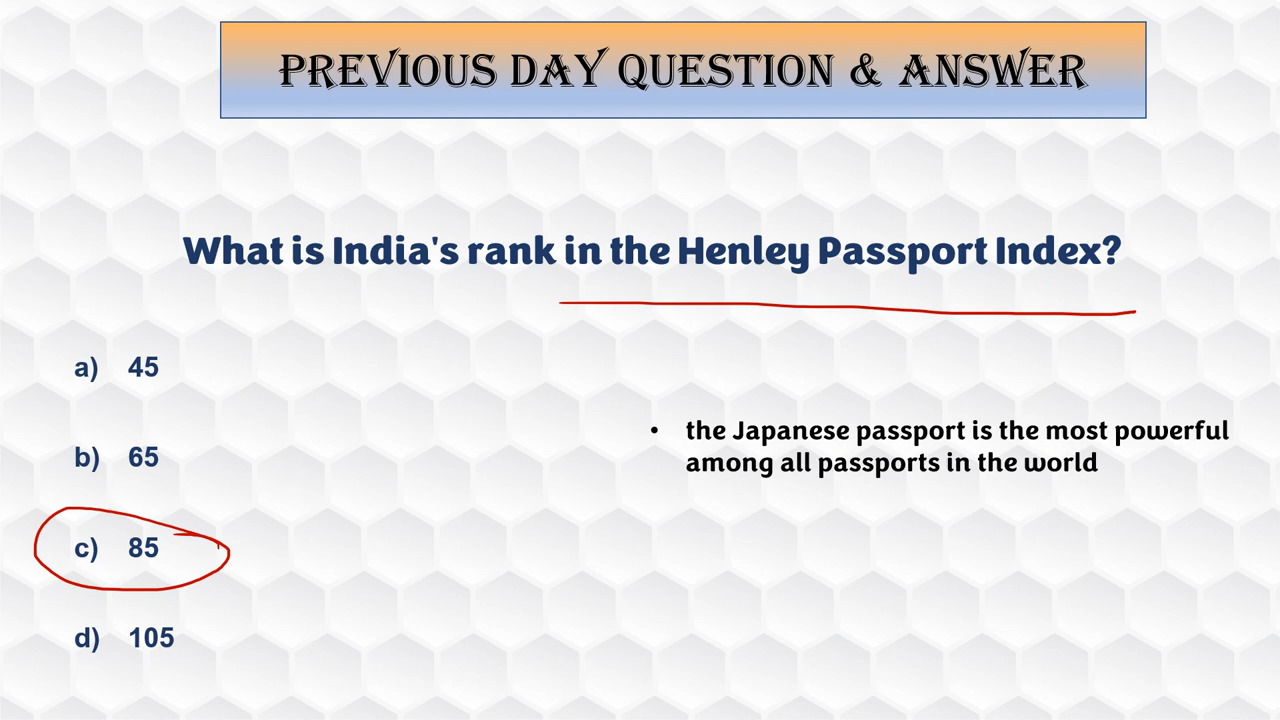 PREVIOUS DAY QUESTION & ANSWER
What is India's rank in the Henley Passport Index?
a) 45
b) 65
c) 85
d) 105
• the Japanese passport is the most powerful
among all passports in the world